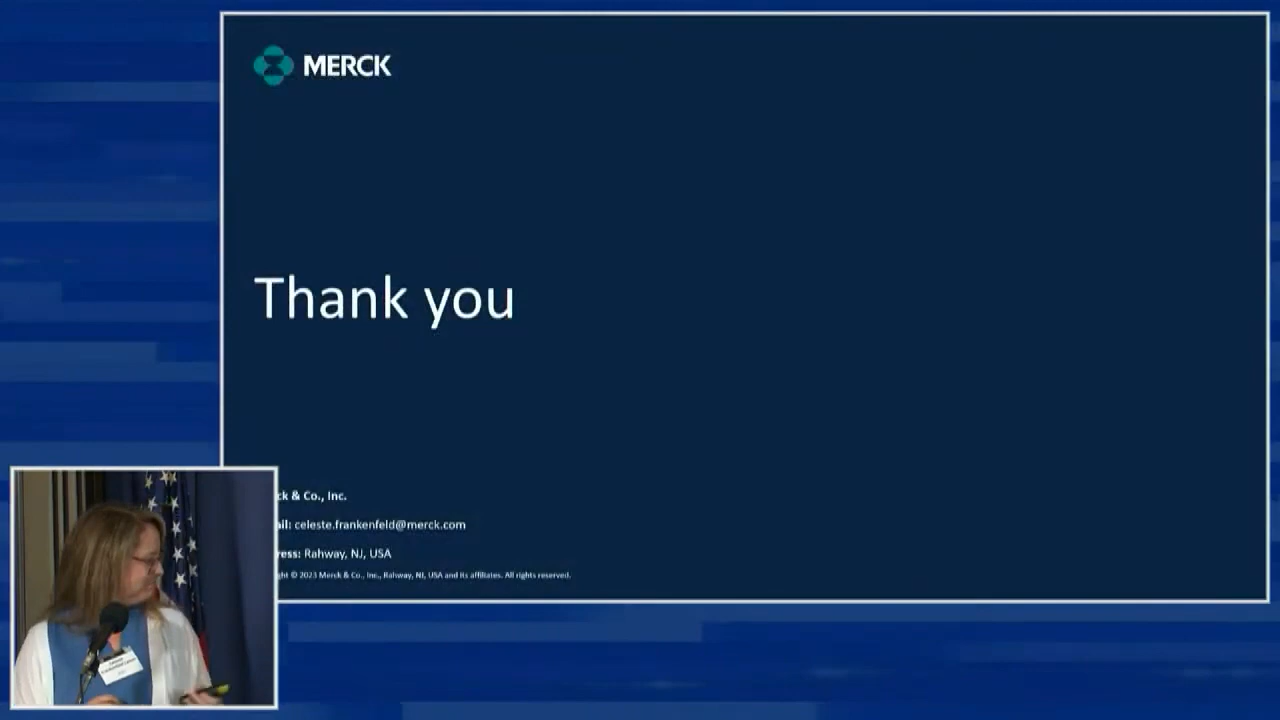 MERCK
Thank you
ck & Co., Inc.
il: celeste.frankenfeld@merck.com
ress: Rahway, NJ, USA
ht © 2023 Merck & Co., Inc., Rahway, NJ, USA and its affiliates. All rights reserved.